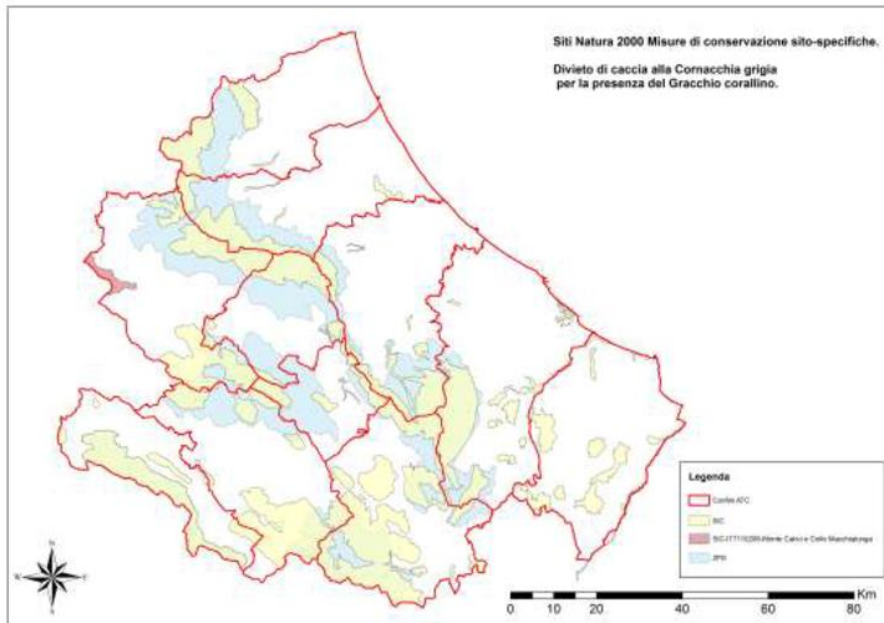 Siti Natura 2000 Misure di conservazione sito-specifiche.
Divieto di caccia alla Cornacchia grigia
per la presenza del Gracchio corallino.
N
W
E
S
Legenda
Confini ATC
SIC
ZPS
Km
0 5 10 20 40 60 80